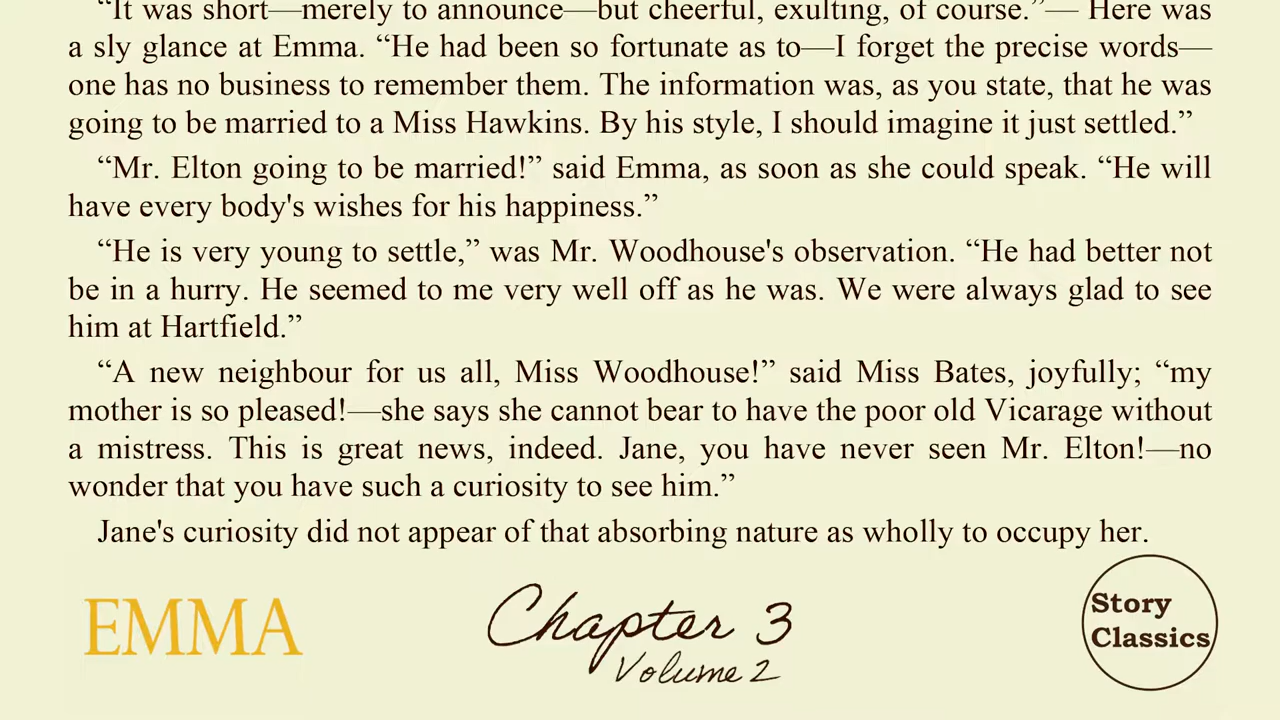 “It was short—merely to announce—but cheerful, exulting, of course.”— Here was
a sly glance at Emma. “He had been so fortunate as to—I forget the precise words—
one has no business to remember them. The information was, as you state, that he was
going to be married to a Miss Hawkins. By his style, I should imagine it just settled.”
“Mr. Elton going to be married!” said Emma, as soon as she could speak. “He will
have every body's wishes for his happiness.”
“He is very young to settle,” was Mr. Woodhouse's observation. “He had better not
be in a hurry. He seemed to me very well off as he was. We were always glad to see
him at Hartfield.”
“A new neighbour for us all, Miss Woodhouse!” said Miss Bates, joyfully; “my
mother is so pleased!—she says she cannot bear to have the poor old Vicarage without
a mistress. This is great news, indeed. Jane, you have never seen Mr. Elton!—no
wonder that you have such a curiosity to see him.”
Jane's curiosity did not appear of that absorbing nature as wholly to occupy her.
EMMA
Chapter 3
Volume 2
Story
Classics